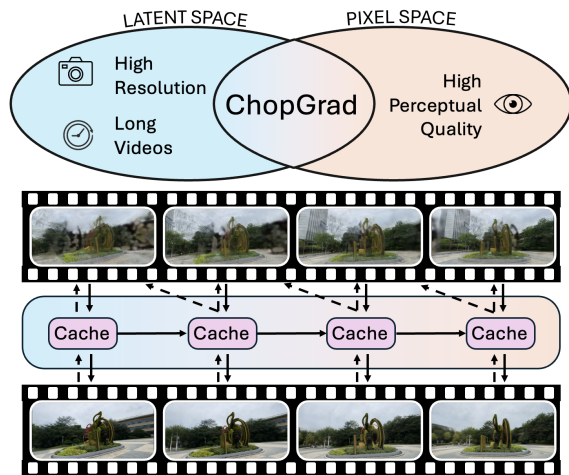 LATENT SPACE
PIXEL SPACE
High
Resolution
Long
Videos
ChopGrad
High
Perceptual
Quality
Cache
Cache
Cache
Cache